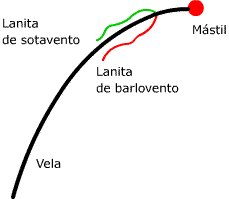 Lanita
de sotavento
Mástil
Lanita
de barlovento
Vela